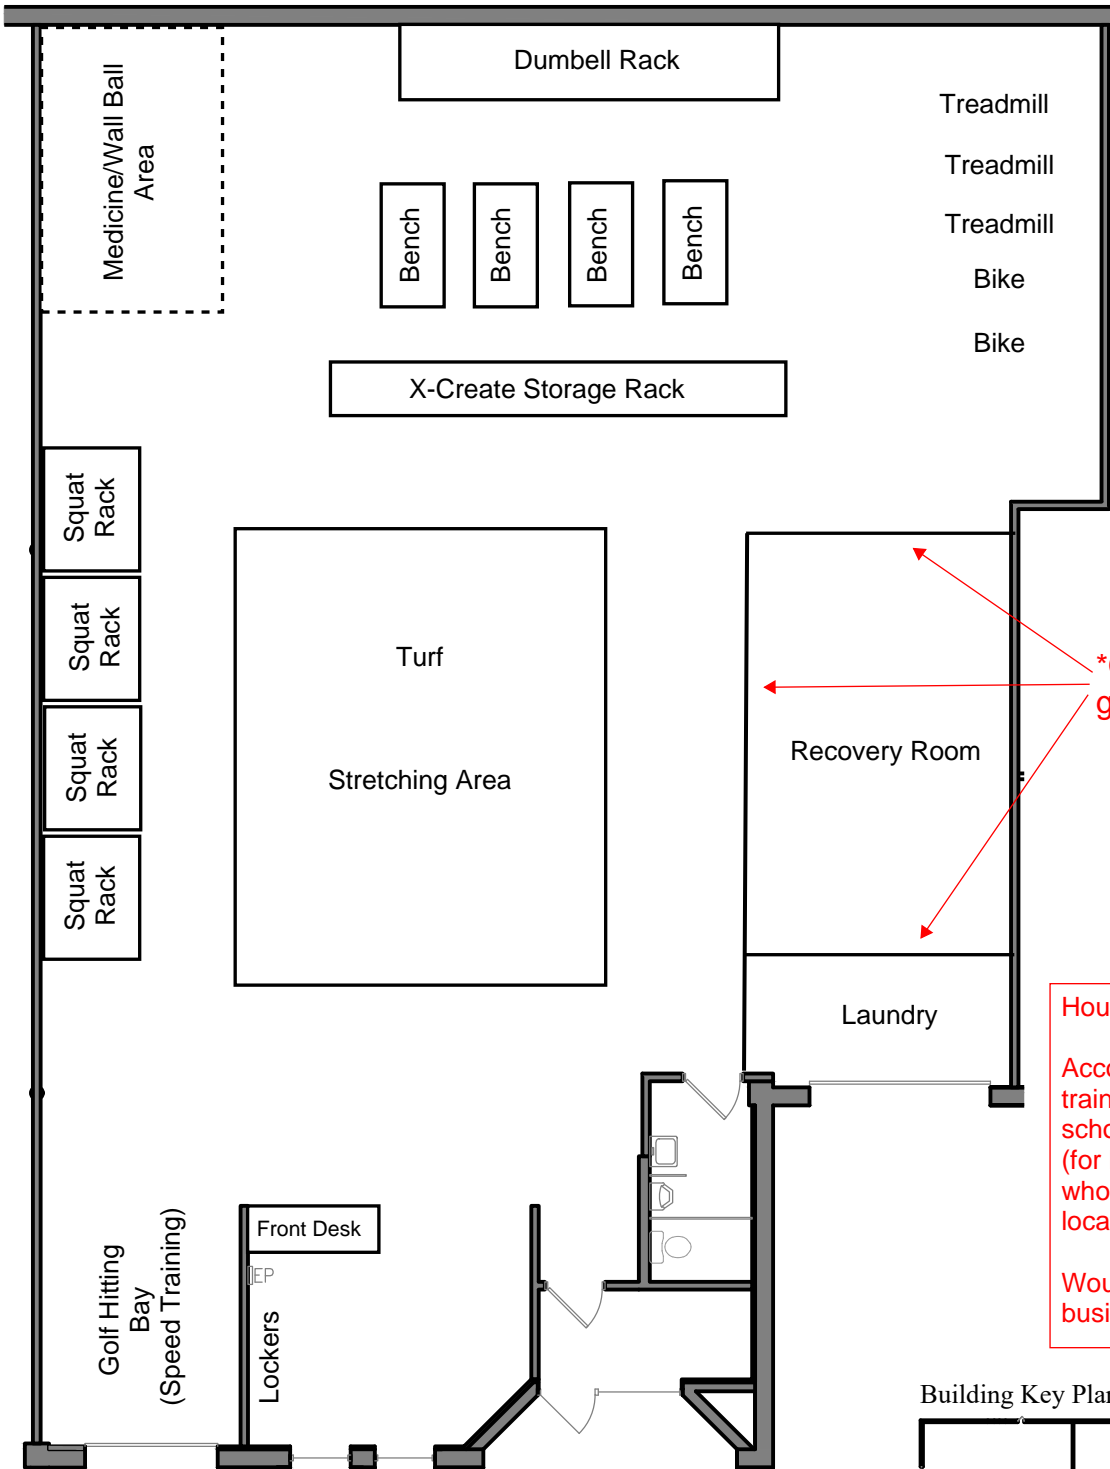 Dumbell Rack
Medicine/Wall Ball
Area
Treadmill
Treadmill
Treadmill
Bike
Bike
Bench
Bench
Bench
Bench
X-Create Storage Rack
Squat
Rack
Squat
Rack
Squat
Rack
Squat
Rack
Turf
Stretching Area
Recovery Room
Laundry
Front Desk
EP
Lockers
Golf Hitting
Bay
(Speed Training)
(for
Building Key Plan